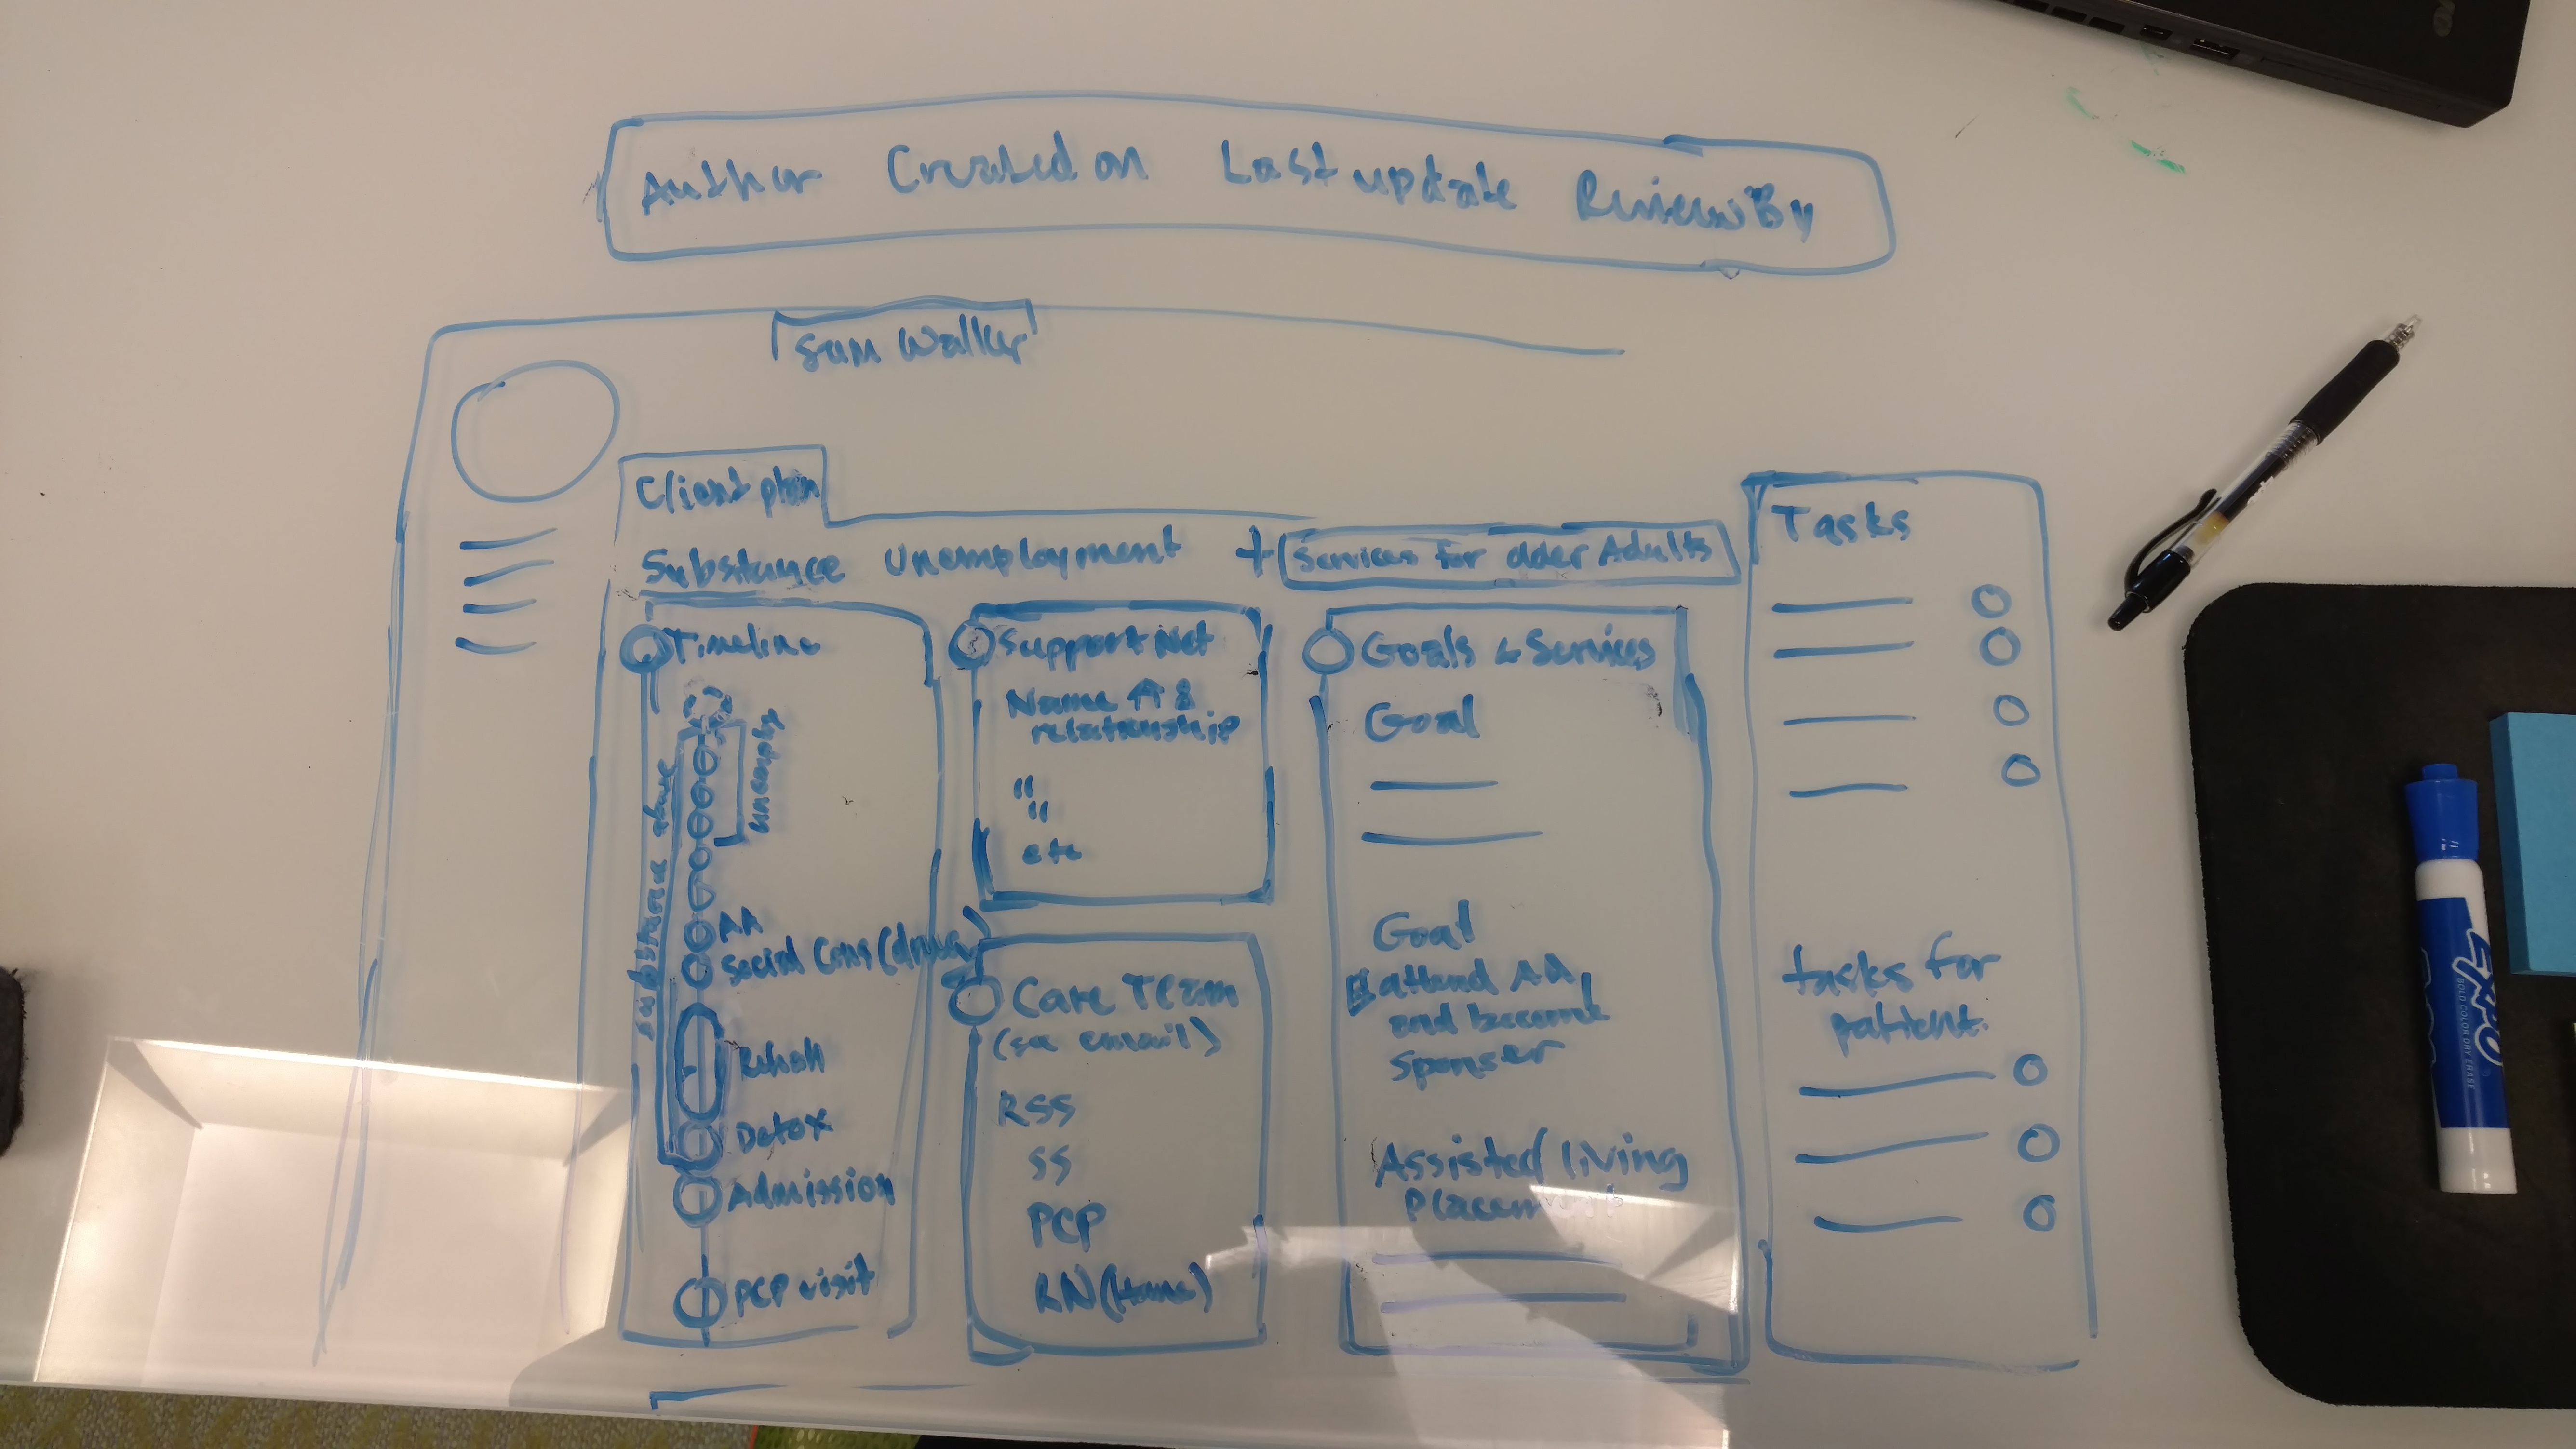 Author Created on Last update Review By
Sam Walker
Client plan
Substance Unemployment + Services for older Adults
Timeline
unemploy
substance abuse
AA
Social Cons (drug)
Rehab
Detox
Admission
PCP visit
Support Net
Name &
relationship
"
"
etc
Care Team
(see email)
RSS
SS
PCP
RN (Home)
Goals & Services
Goal
Goal
attend AA
and become
sponser
Assisted living
Placement
Tasks
tasks for
patient.
EXPO
BOLD COLOR DRY ERASE